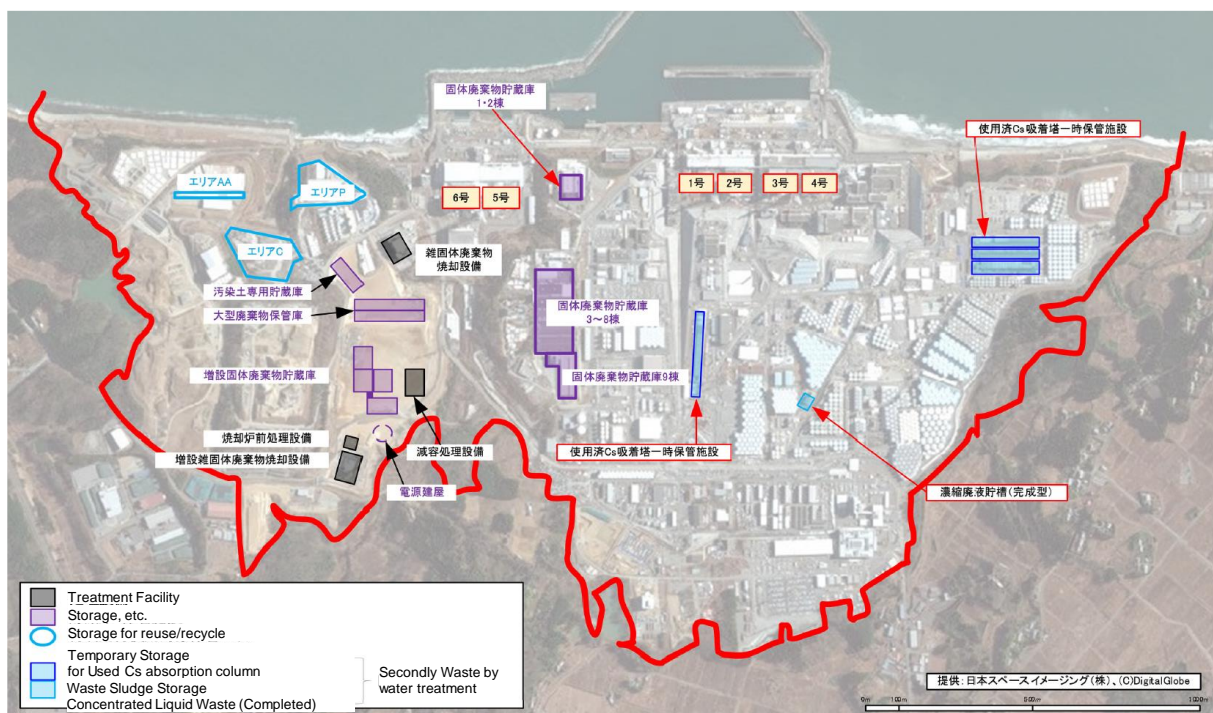 固体廃棄物貯蔵庫
1・2棟
使用済Cs吸着塔一時保管施設
エリアAA
エリアP
6号
5号
1号
2号
3号
4号
エリアC
雑固体廃棄物
焼却設備
汚染土専用貯蔵庫
大型廃棄物保管庫
固体廃棄物貯蔵庫
3～8棟
増設固体廃棄物貯蔵庫
固体廃棄物貯蔵庫9棟
焼却炉前処理設備
増設雑固体廃棄物焼却設備
減容処理設備
使用済Cs吸着塔一時保管施設
電源建屋
濃縮廃液貯槽(完成型)
Treatment Facility
Storage, etc.
Storage for reuse/recycle
Temporary Storage
for Used Cs absorption column
Waste Sludge Storage
Concentrated Liquid Waste (Completed)
Secondly Waste by
water treatment
提供：日本スペースイメージング(株)、(C)DigitalGlobe
0m 100m 500m 1000m